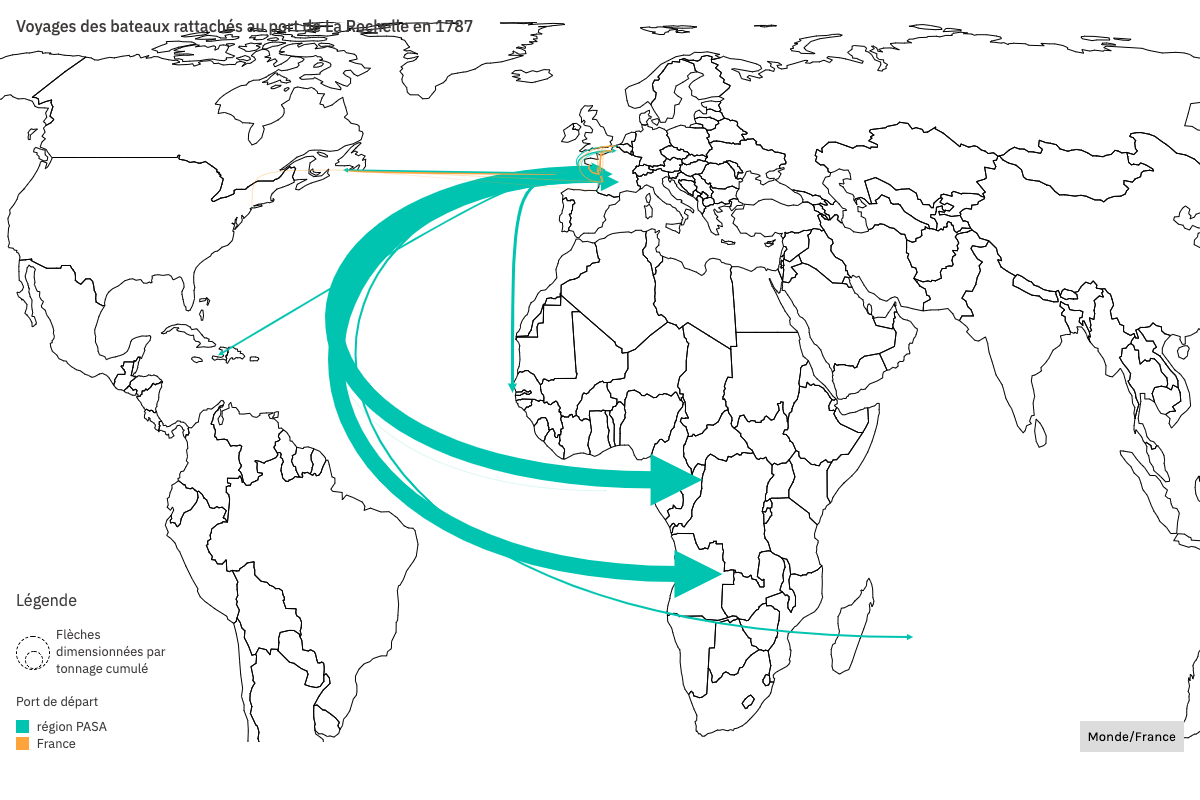 Voyages des bateaux rattachés au port de La Rochelle en 1787
Légende
Flèches
dimensionnées par
tonnage cumulé
Port de départ
région PASA
France
Monde/France